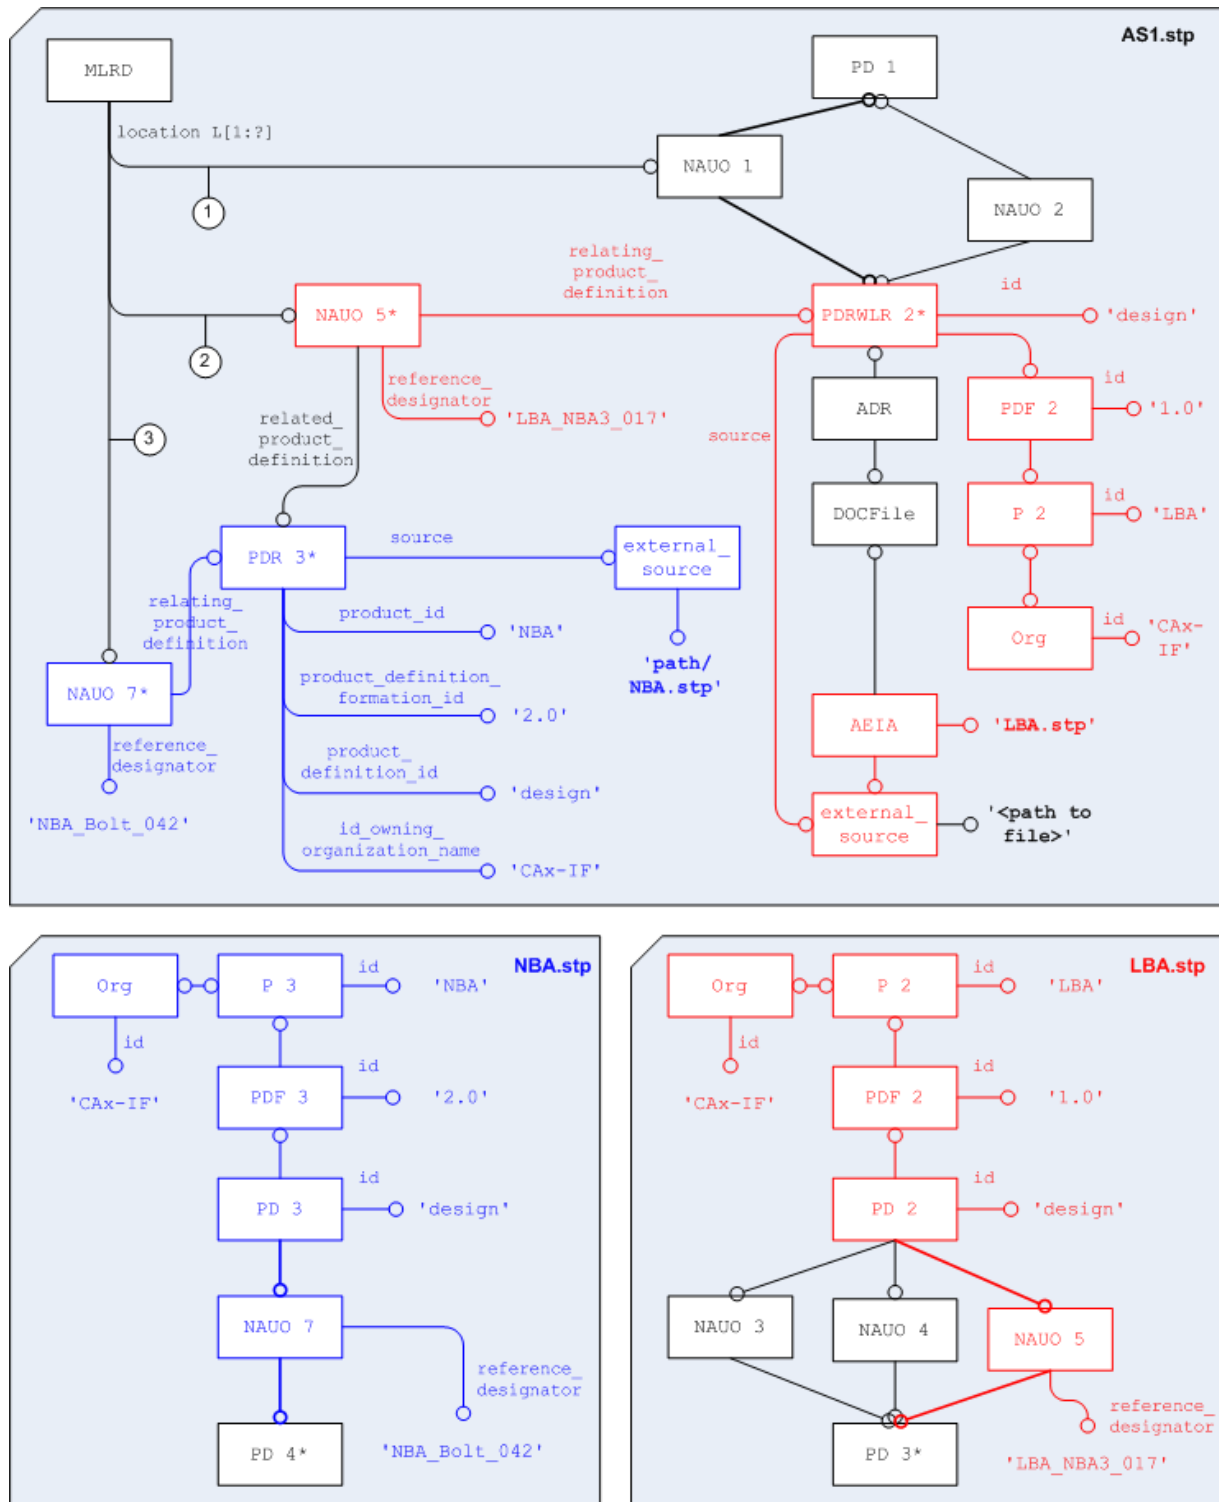 AS1.stp
MLRD
PD 1
location L[1:?]
NAUO 1
1
NAUO 2
relating_
product_
definition
id
NAUO 5*
PDRWLR 2*
'design'
2
reference_
designator
'LBA_NBA3_017'
related_
product_
definition
source
ADR
PDF 2
id
'1.0'
3
DOCFile
P 2
id
'LBA'
PDR 3*
source
external_
source
relating_
product_
definition
product_id
'NBA'
'path/
NBA.stp'
Org
id
'CAx-
IF'
NAUO 7*
product_definition_
formation_id
'2.0'
AEIA
'LBA.stp'
reference_
designator
product_
definition_id
'design'
'NBA_Bolt_042'
external_
source
'<path to
file>'
id_owning_
organization_name
'CAx-IF'
NBA.stp
Org
P 3
id
'NBA'
id
'CAx-IF'
PDF 3
id
'2.0'
PD 3
id
'design'
NAUO 7
reference_
designator
PD 4*
'NBA_Bolt_042'
LBA.stp
Org
P 2
id
'LBA'
id
'CAx-IF'
PDF 2
id
'1.0'
PD 2
id
'design'
NAUO 3
NAUO 4
NAUO 5
reference_
designator
PD 3*
'LBA_NBA3_017'